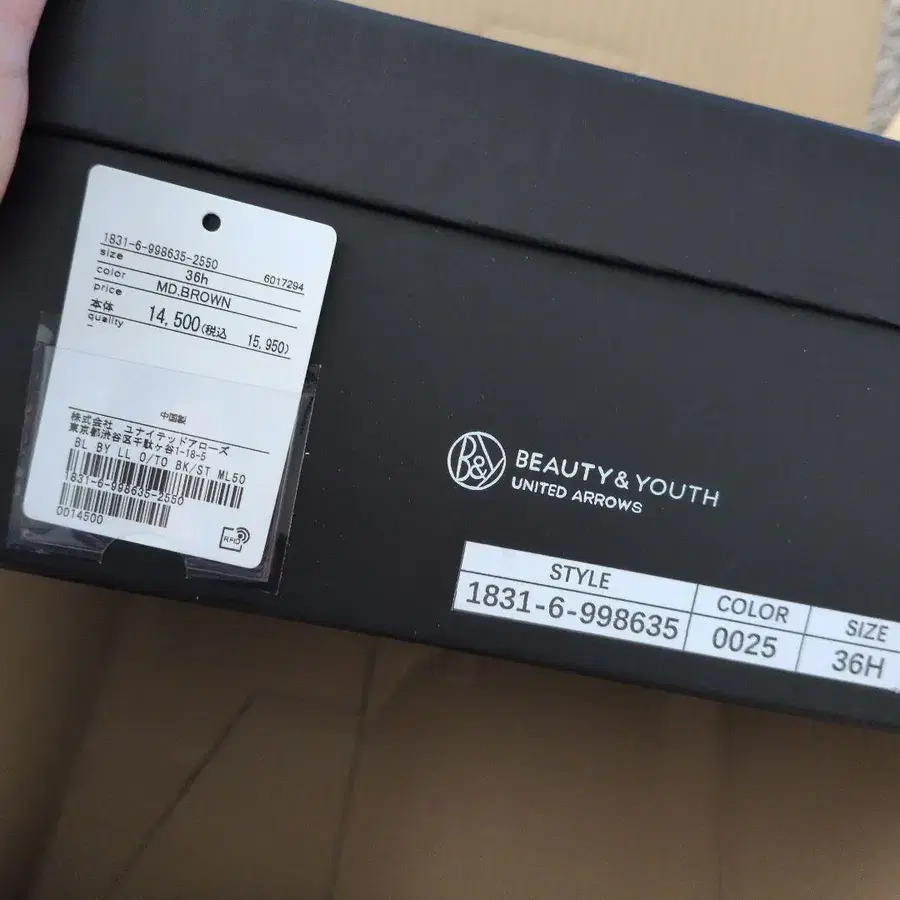 1831-6-998635-2550
size 36h 6017294
color MD.BROWN
price
本体 14,500(税込 15,950)
quality
－
中国製
株式会社 ユナイテッドアローズ
東京都渋谷区千駄ヶ谷1-18-5
BL BY LL O/TO BK/ST ML50
1831-6-998635-2550
0014500
RFID
B&Y BEAUTY & YOUTH
UNITED ARROWS
STYLE COLOR SIZE
1831-6-998635 0025 36H